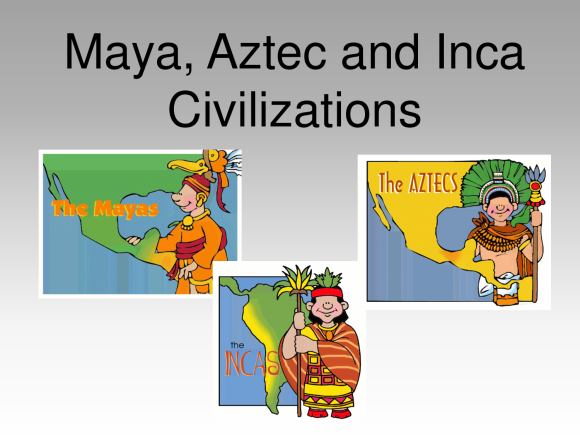 Maya, Aztec and Inca
Civilizations
The Mayas
The AZTECS
the
INCAS